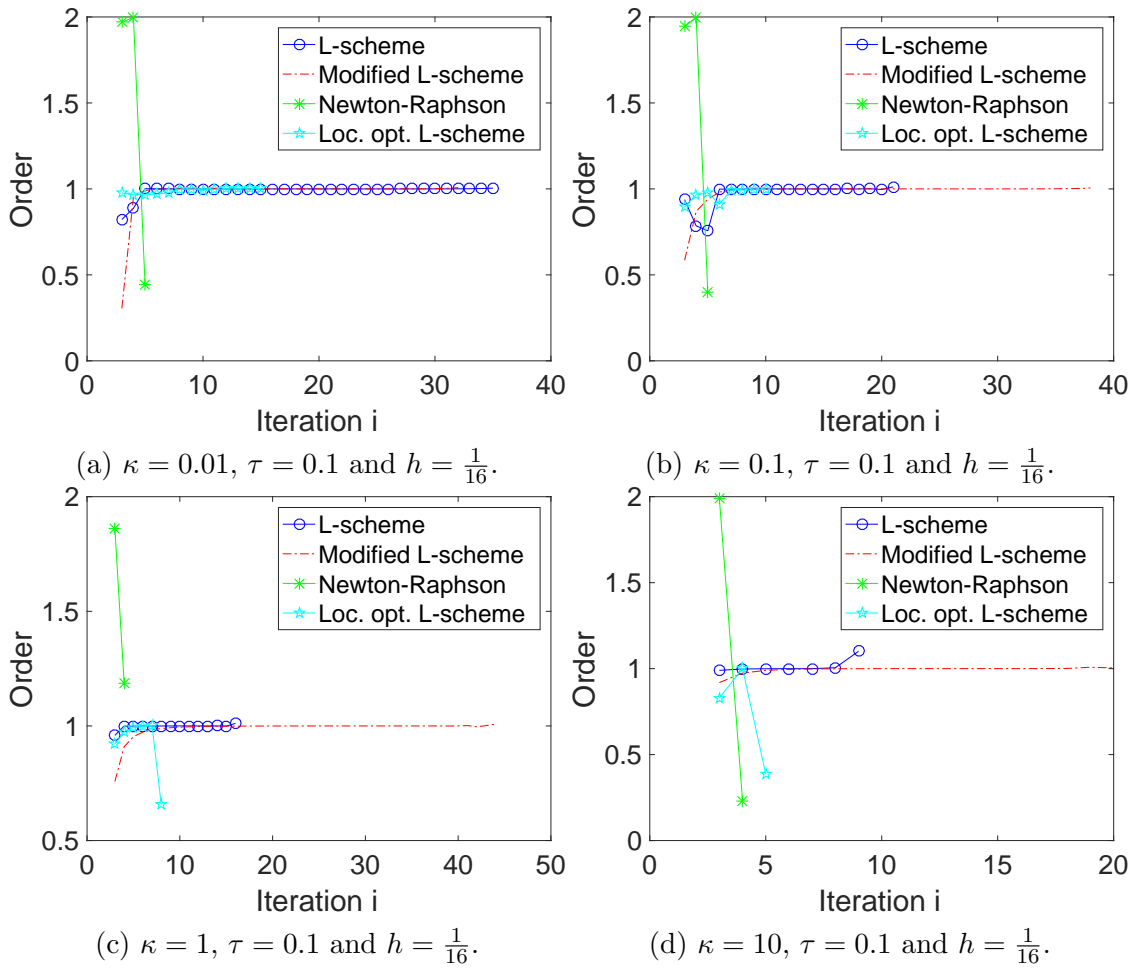 2
1.5
1
0.5
0
Order
0 10 20 30 40
Iteration i
L-scheme
Modified L-scheme
Newton-Raphson
Loc. opt. L-scheme
(a) κ = 0.01, τ = 0.1 and h = 1/16.
2
1.5
1
0.5
0
Order
0 10 20 30 40
Iteration i
L-scheme
Modified L-scheme
Newton-Raphson
Loc. opt. L-scheme
(b) κ = 0.1, τ = 0.1 and h = 1/16.
2
1.5
1
0.5
Order
0 10 20 30 40 50
Iteration i
L-scheme
Modified L-scheme
Newton-Raphson
Loc. opt. L-scheme
(c) κ = 1, τ = 0.1 and h = 1/16.
2
1.5
1
0.5
0
Order
0 5 10 15 20
Iteration i
L-scheme
Modified L-scheme
Newton-Raphson
Loc. opt. L-scheme
(d) κ = 10, τ = 0.1 and h = 1/16.